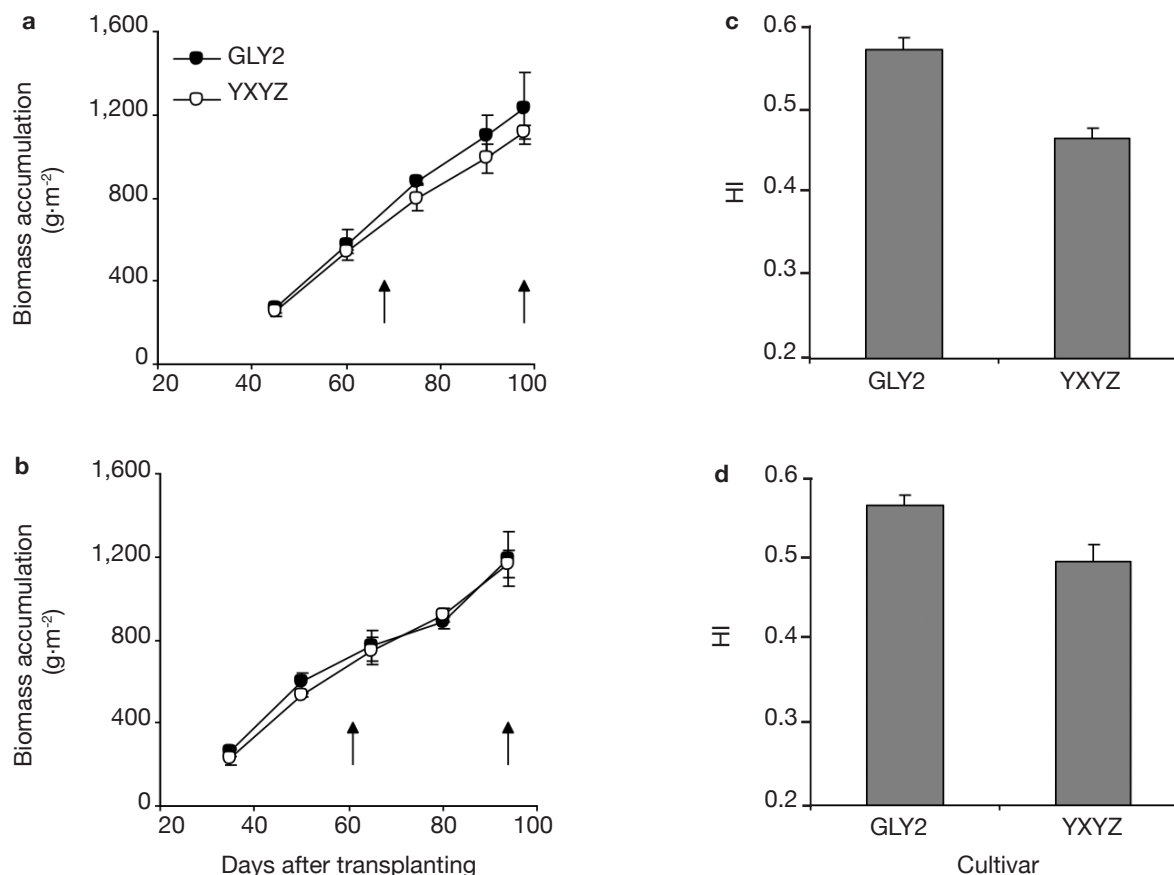 a
1,600
1,200
800
400
0
20 40 60 80 100
GLY2
YXYZ
Biomass accumulation
(g·m⁻²)
c
0.6
0.5
0.4
0.3
0.2
HI
GLY2 YXYZ
b
1,600
1,200
800
400
0
20 40 60 80 100
Biomass accumulation
(g·m⁻²)
Days after transplanting
d
0.6
0.5
0.4
0.3
0.2
HI
GLY2 YXYZ
Cultivar